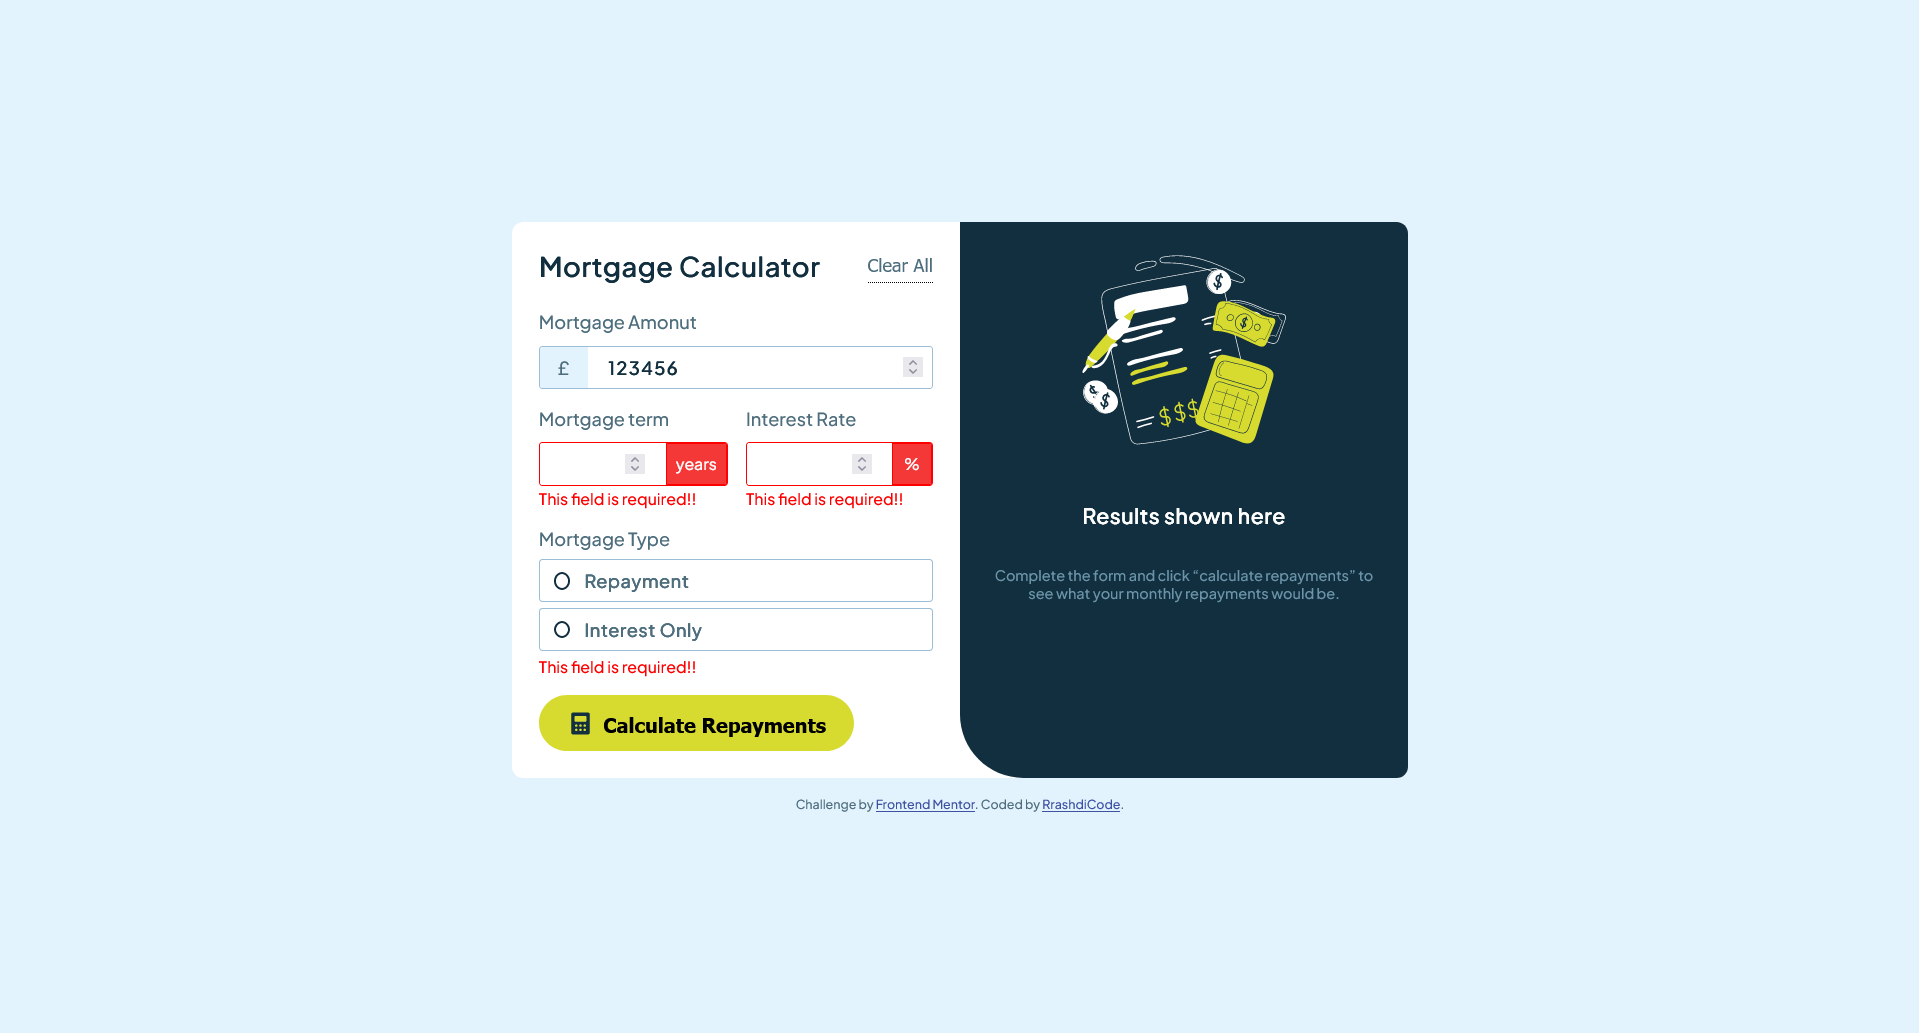 Mortgage Calculator
Clear All
Mortgage Amonut
£ 123456
Mortgage term
Interest Rate
years
%
This field is required!!
This field is required!!
Mortgage Type
Repayment
Interest Only
This field is required!!
Calculate Repayments
$
$
$
$
$$$
Results shown here
Complete the form and click “calculate repayments” to
see what your monthly repayments would be.
Challenge by Frontend Mentor. Coded by RrashdiCode.